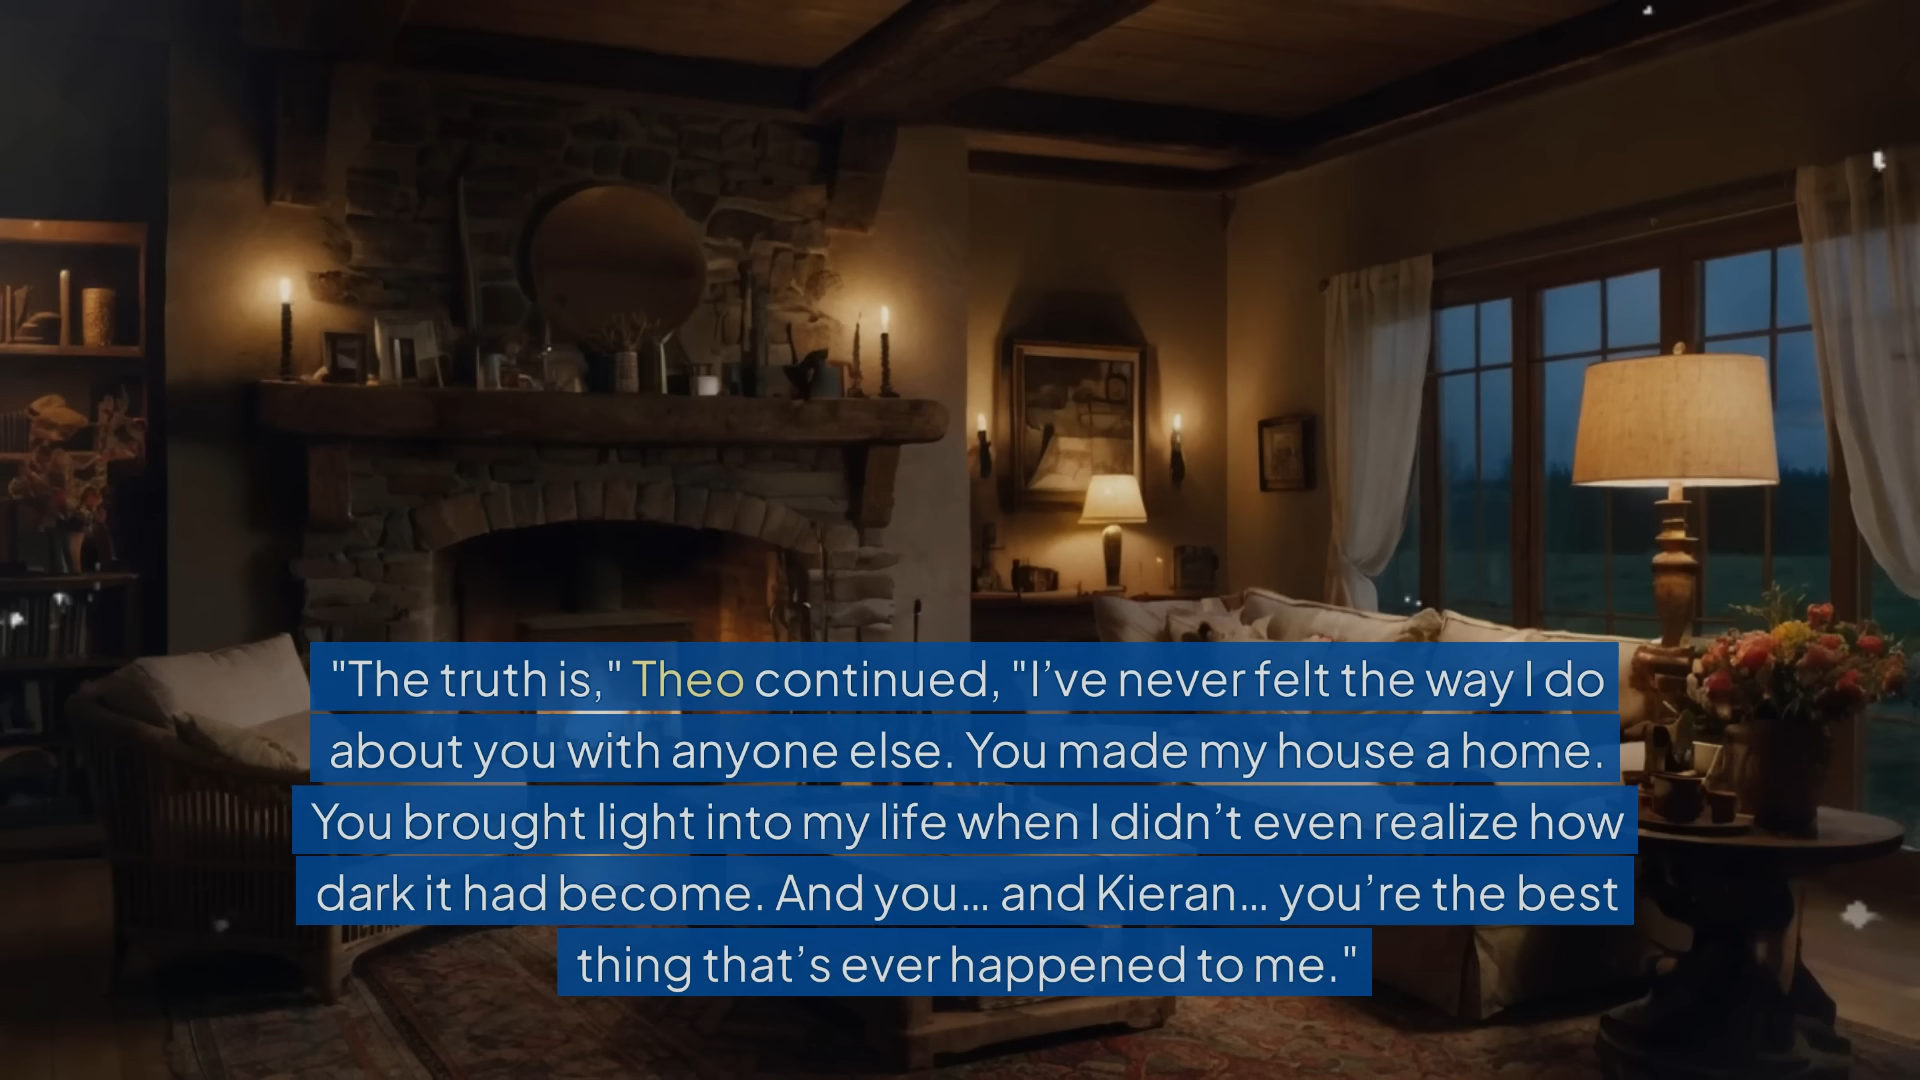 "The truth is," Theo continued, "I’ve never felt the way I do
about you with anyone else. You made my house a home.
You brought light into my life when I didn’t even realize how
dark it had become. And you... and Kieran... you’re the best
thing that’s ever happened to me."